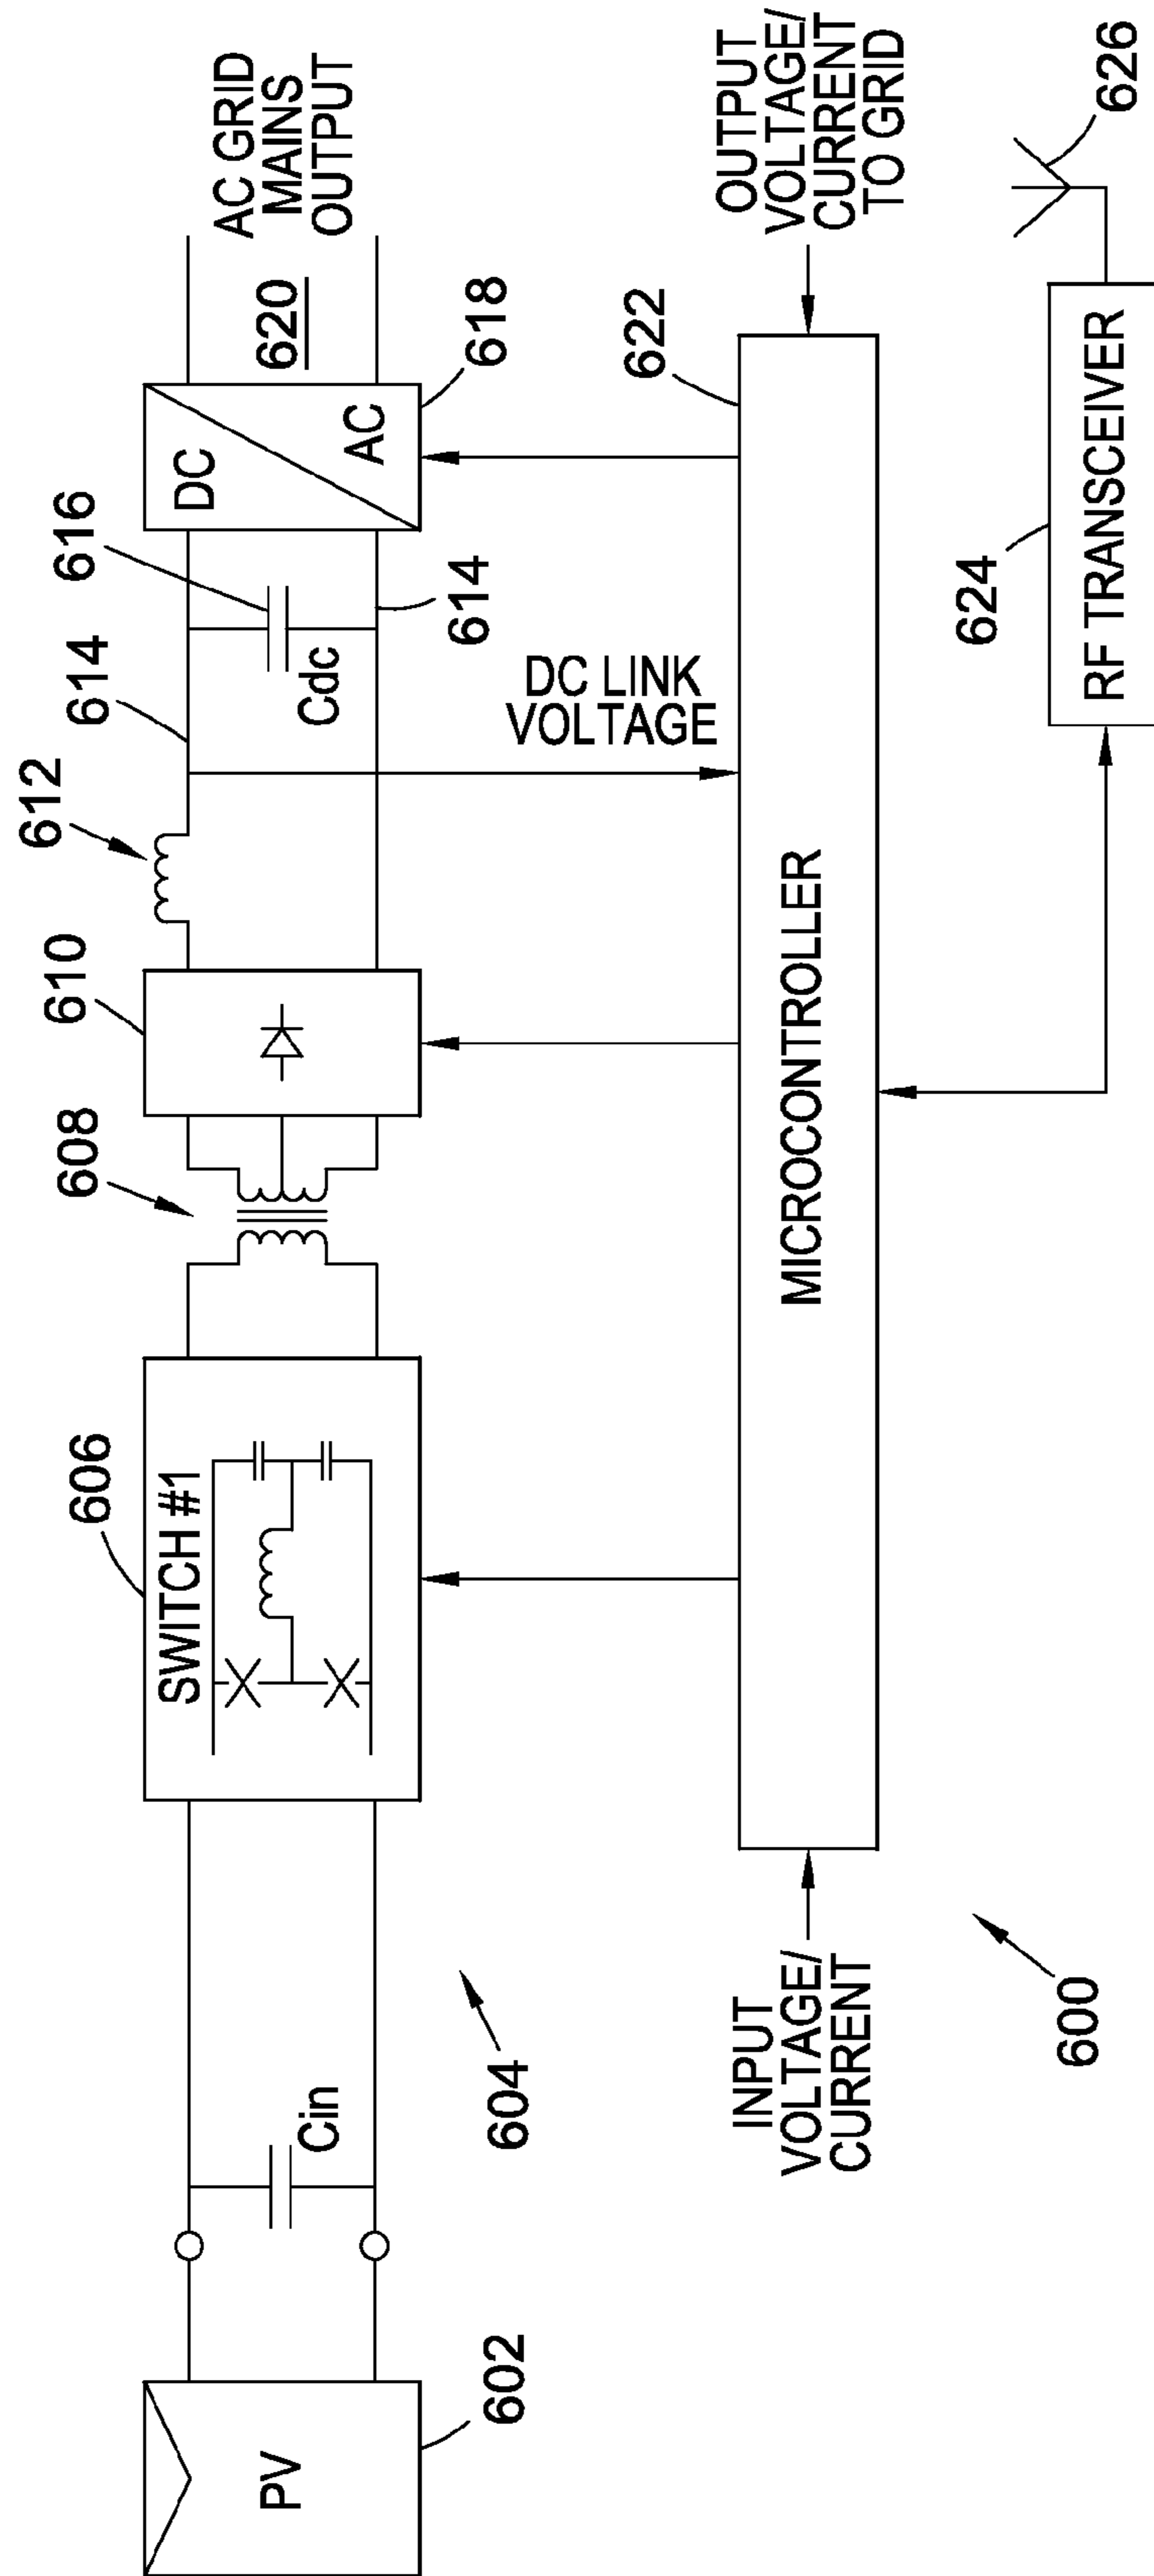 AC GRID
MAINS
OUTPUT
620
618
DC
AC
616
614
614
Cdc
612
610
608
606
SWITCH #1
Cin
604
602
PV
DC LINK
VOLTAGE
622
OUTPUT
VOLTAGE/
CURRENT
TO GRID
MICROCONTROLLER
INPUT
VOLTAGE/
CURRENT
600
624
RF TRANSCEIVER
626